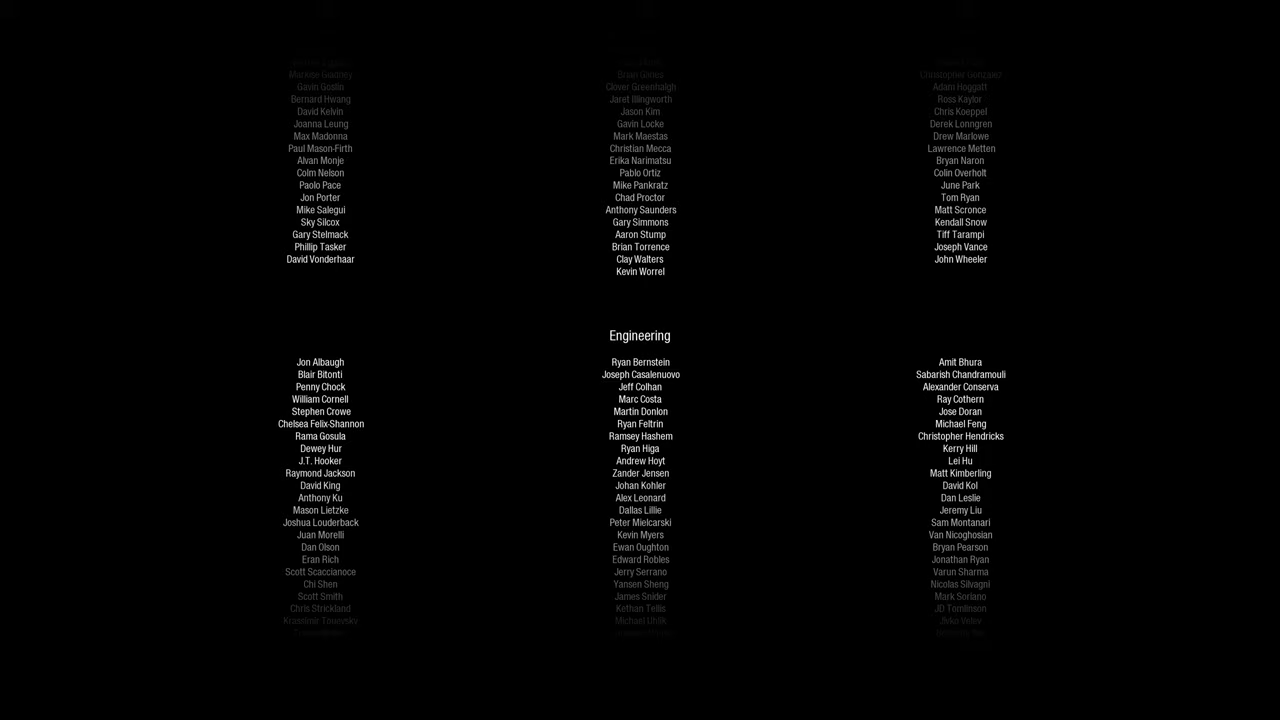 Markise Gladney Brain Gines Christopher Gonzalez
Gavin Goslin Clover Greenhalgh Adam Hoggatt
Bernard Hwang Jaret Illingworth Ross Kaylor
David Kelvin Jason Kim Chris Koeppel
Joanna Leung Gavin Locke Derek Lonngren
Max Madonna Mark Maestas Drew Marlowe
Paul Mason-Firth Christian Mecca Lawrence Metten
Alvan Monje Erika Narimatsu Bryan Naron
Colm Nelson Pablo Ortiz Colin Overholt
Paolo Pace Mike Pankratz June Park
Jon Porter Chad Proctor Tom Ryan
Mike Salegui Anthony Saunders Matt Scronce
Sky Silcox Gary Simmons Kendall Snow
Gary Stelmack Aaron Stump Tiff Tarampi
Phillip Tasker Brian Torrence Joseph Vance
David Vonderhaar Clay Walters John Wheeler
Kevin Worrel
Engineering
Jon Albaugh Ryan Bernstein Amit Bhura
Blair Bitonti Joseph Casalenuovo Sabarish Chandramouli
Penny Chock Jeff Colhan Alexander Conserva
William Cornell Marc Costa Ray Cothern
Stephen Crowe Martin Donlon Jose Doran
Chelsea Felix-Shannon Ryan Feltrin Michael Feng
Rama Gosula Ramsey Hashem Christopher Hendricks
Dewey Hur Ryan Higa Kerry Hill
J.T. Hooker Andrew Hoyt Lei Hu
Raymond Jackson Zander Jensen Matt Kimberling
David King Johan Kohler David Kol
Anthony Ku Alex Leonard Dan Leslie
Mason Lietzke Dallas Lillie Jeremy Liu
Joshua Louderback Peter Mielcarski Sam Montanari
Juan Morelli Kevin Myers Van Nicoghosian
Dan Olson Ewan Oughton Bryan Pearson
Eran Rich Edward Robles Jonathan Ryan
Scott Scaccianoce Jerry Serrano Varun Sharma
Chi Shen Yansen Sheng Nicolas Silvagni
Scott Smith James Snider Mark Soriano
Chris Strickland Kethan Tellis JD Tomlinson
Krassimir Touevsky Michael Uhlik Jivko Velev